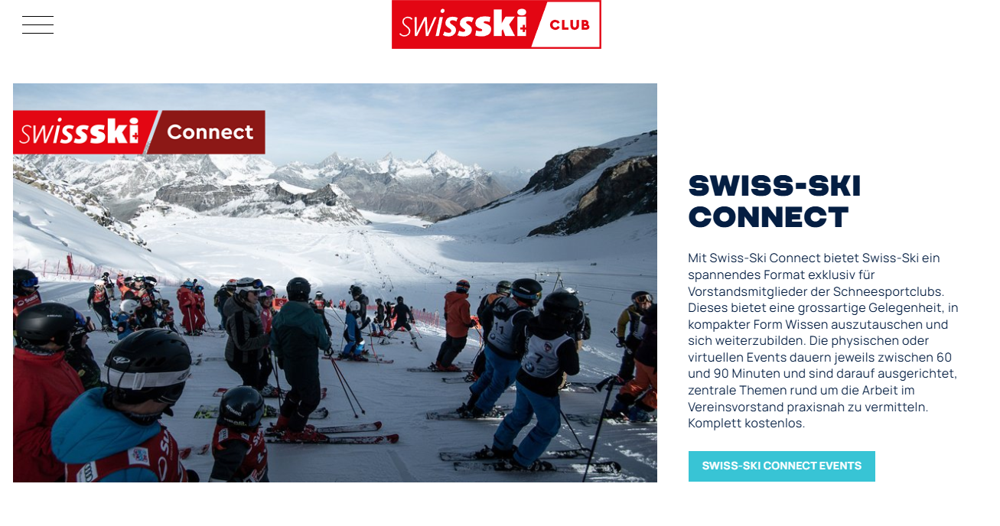 swissski CLUB
swissski Connect
SWISS-SKI
CONNECT
Mit Swiss-Ski Connect bietet Swiss-Ski ein
spannendes Format exklusiv für
Vorstandsmitglieder der Schneesportclubs.
Dieses bietet eine grossartige Gelegenheit, in
kompakter Form Wissen auszutauschen und
sich weiterzubilden. Die physischen oder
virtuellen Events dauern jeweils zwischen 60
und 90 Minuten und sind darauf ausgerichtet,
zentrale Themen rund um die Arbeit im
Vereinsvorstand praxisnah zu vermitteln.
Komplett kostenlos.
SWISS-SKI CONNECT EVENTS
11
7